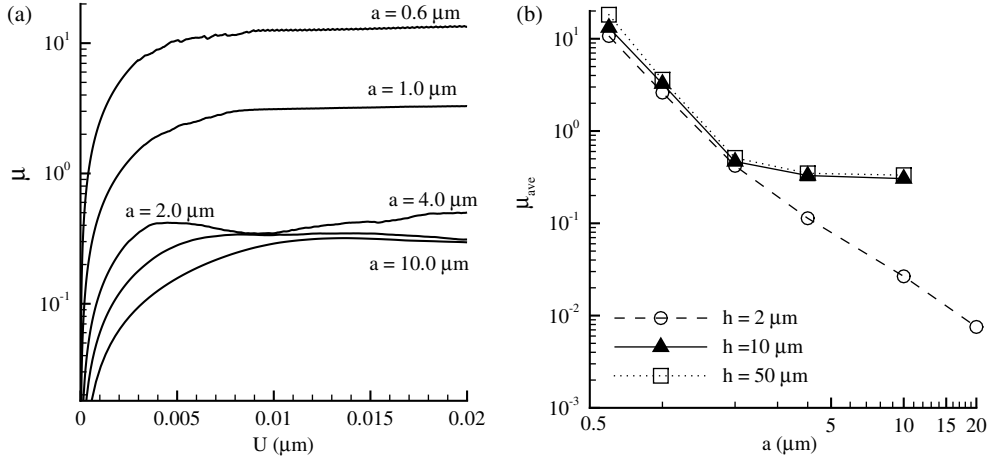 (a)
a = 0.6 μm
10¹
a = 1.0 μm
μ
10⁰
a = 2.0 μm
a = 4.0 μm
a = 10.0 μm
10⁻¹
0 0.005 0.01 0.015 0.02
U (μm)
(b)
10¹
10⁰
μave
10⁻¹
10⁻²
10⁻³
h = 2 μm
h =10 μm
h = 50 μm
0.5 5 10 15 20
a (μm)